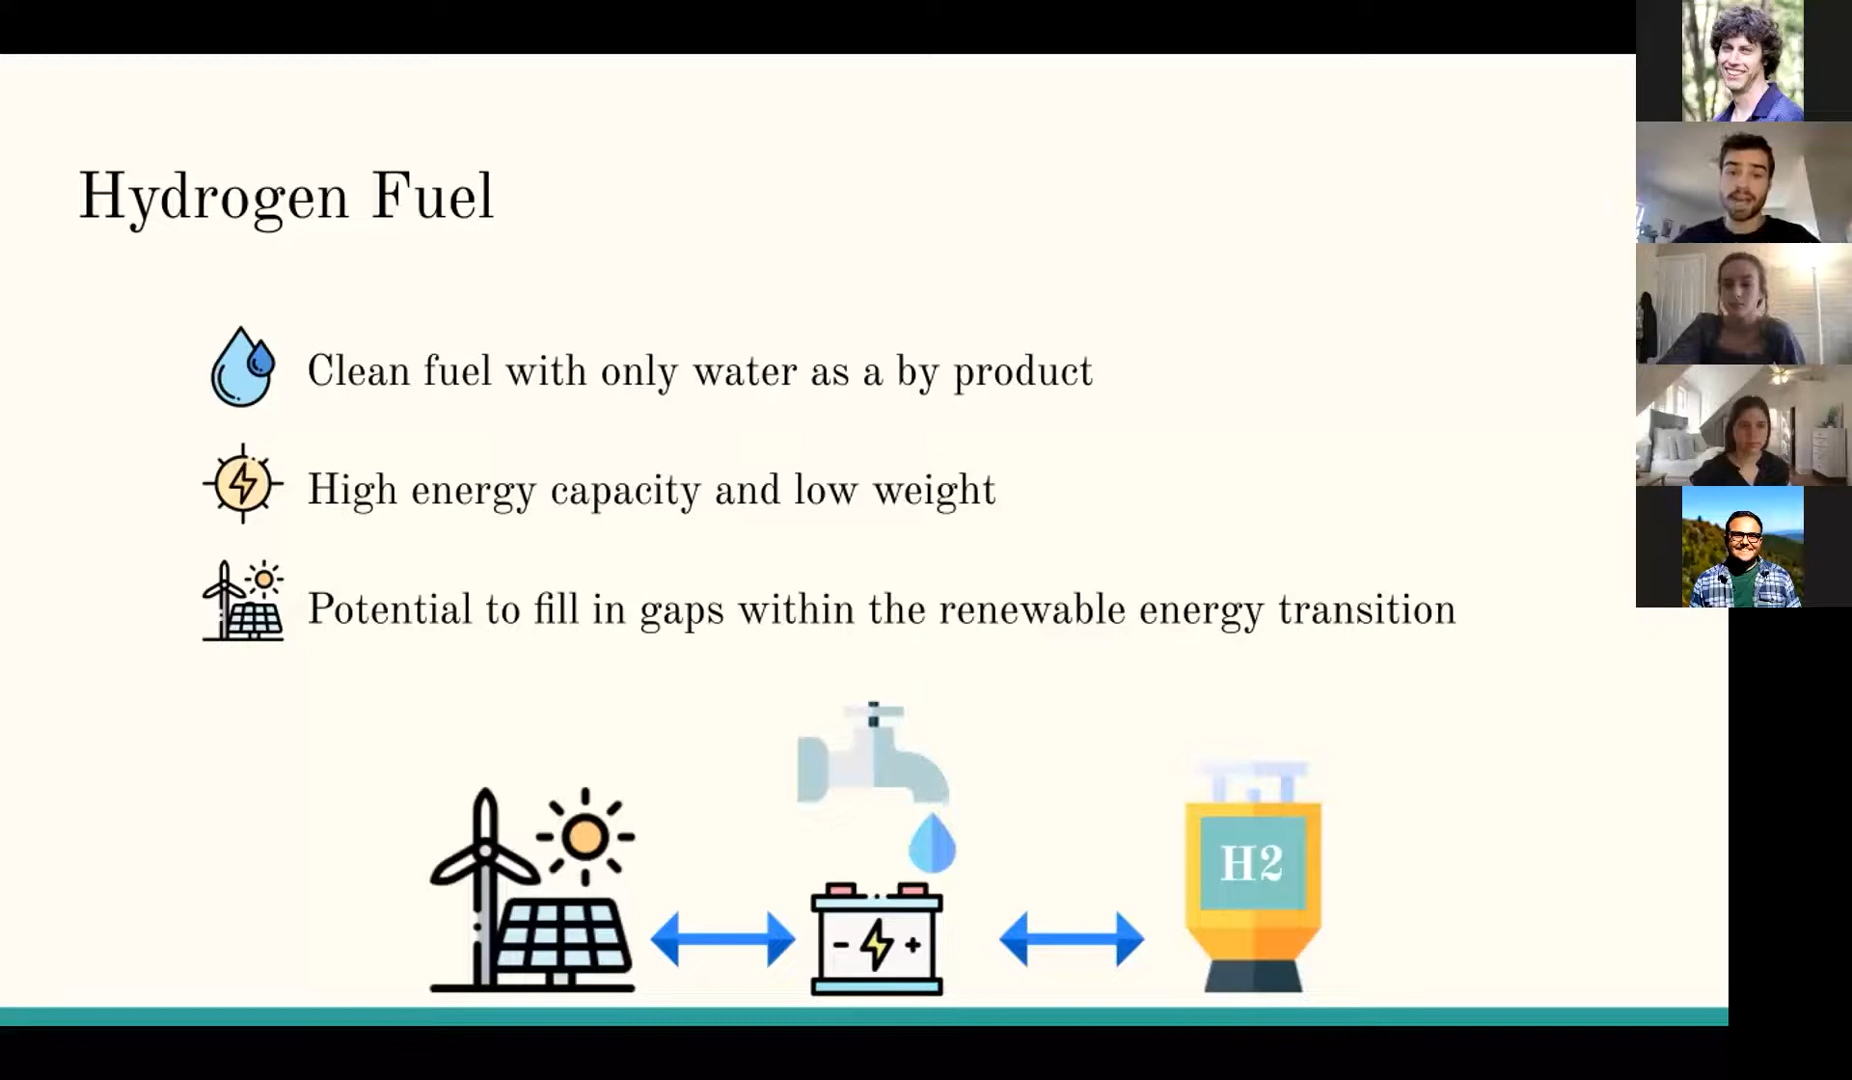 Hydrogen Fuel
Clean fuel with only water as a by product
High energy capacity and low weight
Potential to fill in gaps within the renewable energy transition
H2
- +